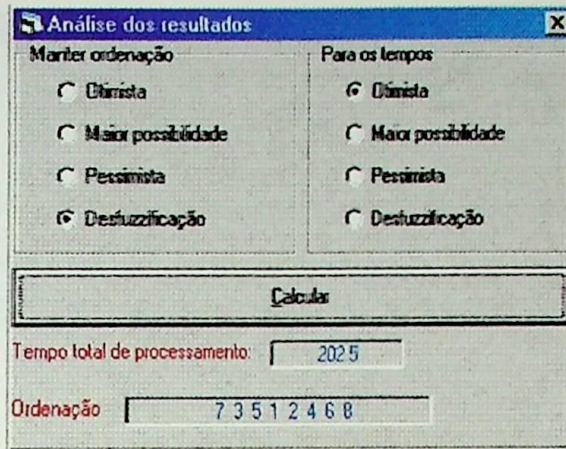 Análise dos resultados
Manter ordenação
Otimista
Maior possibilidade
Pessimista
Desfuzzificação
Para os tempos
Otimista
Maior possibilidade
Pessimista
Desfuzzificação
Calcular
Tempo total de processamento: 202.5
Ordenação 7 3 5 1 2 4 6 8